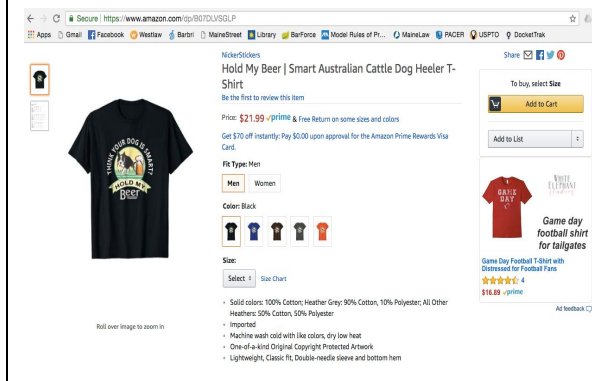 Secure https://www.amazon.com/dp/B07DLVSGLP
Apps Gmail Facebook Westlaw Barbri MaineStreet Library BarForce Model Rules of Pr... MaineLaw PACER USPTO DocketTrak
NickerStickers
Hold My Beer | Smart Australian Cattle Dog Heeler T-
Shirt
Be the first to review this item
Price: $21.99 prime & Free Return on some sizes and colors
Get $70 off instantly: Pay $0.00 upon approval for the Amazon Prime Rewards Visa
Card.
Fit Type: Men
Men Women
Color: Black
Size:
Select Size Chart
Solid colors: 100% Cotton; Heather Grey: 90% Cotton, 10% Polyester; All Other
Heathers: 50% Cotton, 50% Polyester
Imported
Machine wash cold with like colors, dry low heat
One-of-a-kind Original Copyright Protected Artwork
Lightweight, Classic fit, Double-needle sleeve and bottom hem
THINK YOUR DOG IS SMART?
HOLD MY
Beer
Roll over image to zoom in
Share
To buy, select Size
Add to Cart
Add to List
GAME
DAY
WHITE
ELEPHANT
studios
Game day
football shirt
for tailgates
Game Day Football T-Shirt with
Distressed for Football Fans
4
$16.89 prime
Ad feedback